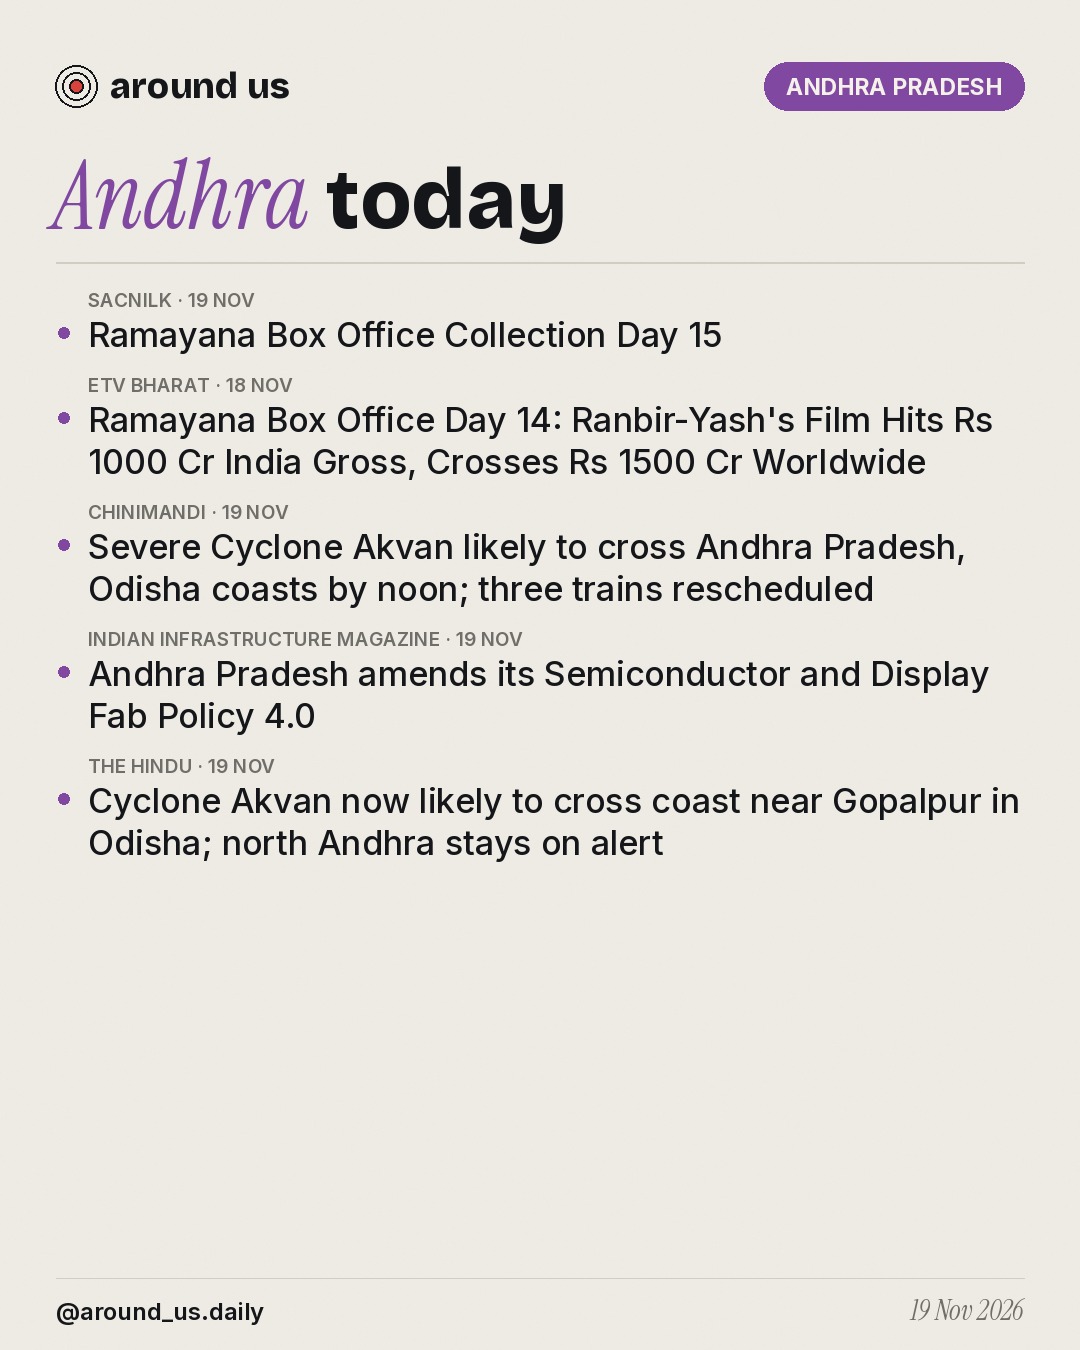 around us
ANDHRA PRADESH
Andhra today
SACNILK · 19 NOV
Ramayana Box Office Collection Day 15
ETV BHARAT · 18 NOV
Ramayana Box Office Day 14: Ranbir-Yash's Film Hits Rs
1000 Cr India Gross, Crosses Rs 1500 Cr Worldwide
CHINIMANDI · 19 NOV
Severe Cyclone Akvan likely to cross Andhra Pradesh,
Odisha coasts by noon; three trains rescheduled
INDIAN INFRASTRUCTURE MAGAZINE · 19 NOV
Andhra Pradesh amends its Semiconductor and Display
Fab Policy 4.0
THE HINDU · 19 NOV
Cyclone Akvan now likely to cross coast near Gopalpur in
Odisha; north Andhra stays on alert
@around_us.daily
19 Nov 2026